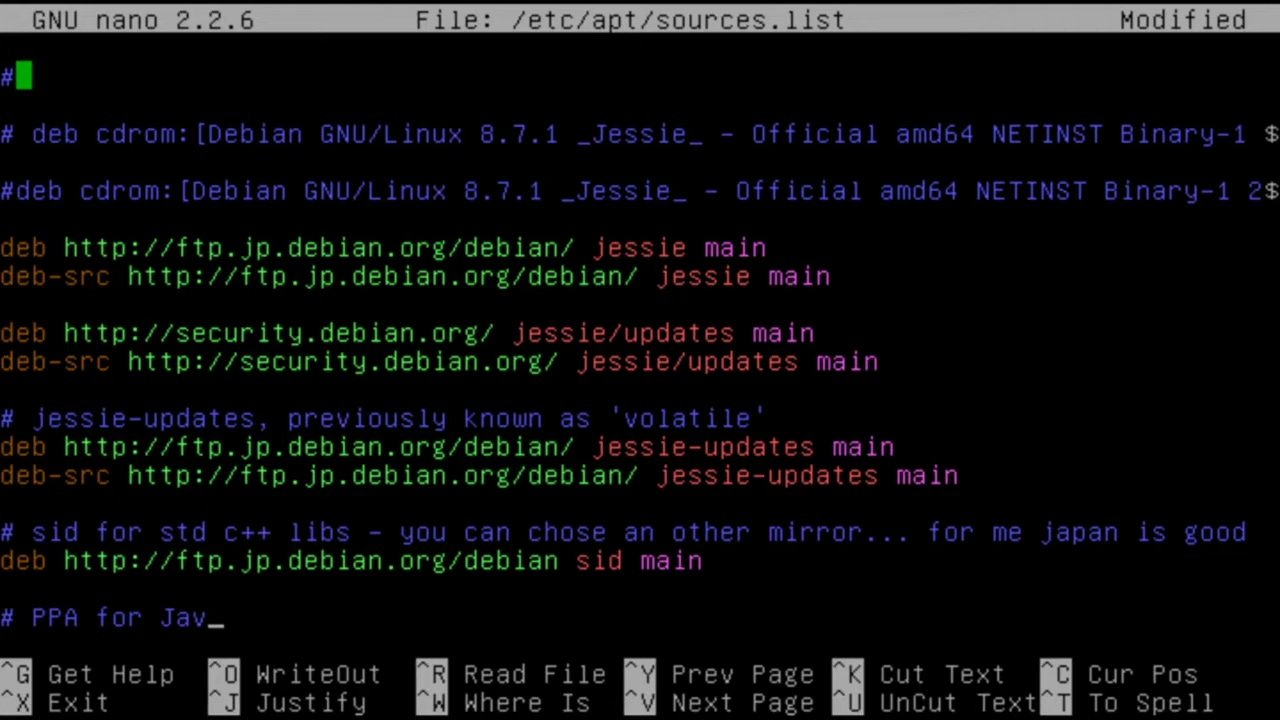 GNU nano 2.2.6 File: /etc/apt/sources.list Modified
#
# deb cdrom:[Debian GNU/Linux 8.7.1 _Jessie_ - Official amd64 NETINST Binary-1 $
#deb cdrom:[Debian GNU/Linux 8.7.1 _Jessie_ - Official amd64 NETINST Binary-1 2$
deb http://ftp.jp.debian.org/debian/ jessie main
deb-src http://ftp.jp.debian.org/debian/ jessie main
deb http://security.debian.org/ jessie/updates main
deb-src http://security.debian.org/ jessie/updates main
# jessie-updates, previously known as 'volatile'
deb http://ftp.jp.debian.org/debian/ jessie-updates main
deb-src http://ftp.jp.debian.org/debian/ jessie-updates main
# sid for std c++ libs - you can chose an other mirror... for me japan is good
deb http://ftp.jp.debian.org/debian sid main
# PPA for Jav_
^G Get Help ^O WriteOut ^R Read File ^Y Prev Page ^K Cut Text ^C Cur Pos
^X Exit ^J Justify ^W Where Is ^V Next Page ^U UnCut Text ^T To Spell